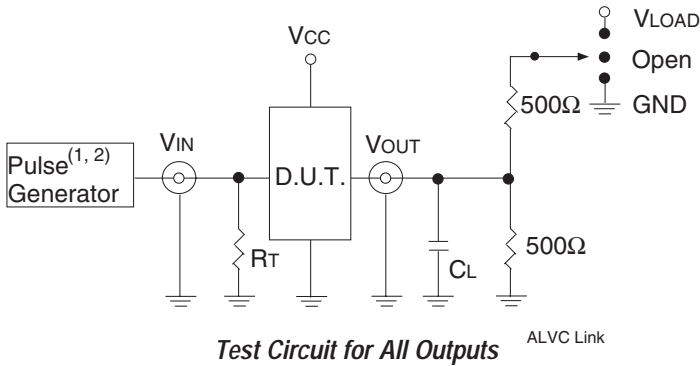 VLOAD
VCC
Open
500Ω
GND
VIN
VOUT
Pulse(1, 2)
Generator
D.U.T.
RT
CL
500Ω
ALVC Link
Test Circuit for All Outputs